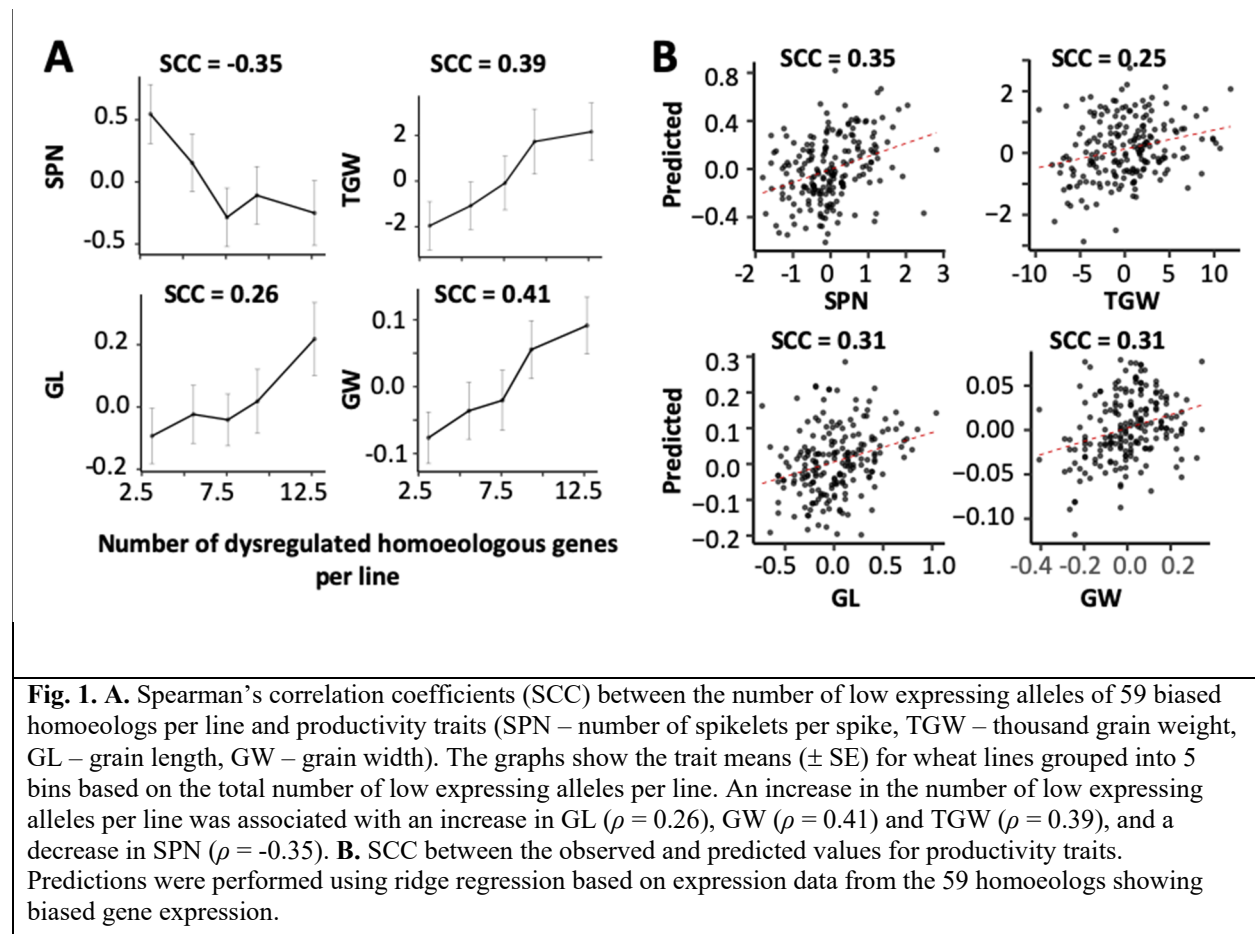 A
SCC = -0.35
SPN
0.5
0.0
-0.5
SCC = 0.39
TGW
2
0
-2
SCC = 0.26
GL
0.2
0.0
-0.2
2.5 7.5 12.5
SCC = 0.41
GW
0.1
0.0
-0.1
2.5 7.5 12.5
Number of dysregulated homoeologous genes
per line
B
SCC = 0.35
Predicted
0.8
0.4
0.0
−0.4
-2 -1 0 1 2 3
SPN
SCC = 0.25
2
0
−2
-10 -5 0 5 10
TGW
SCC = 0.31
Predicted
0.3
0.2
0.1
0.0
−0.1
−0.2
-0.5 0.0 0.5 1.0
GL
SCC = 0.31
0.05
0.00
−0.05
−0.10
-0.4 -0.2 0.0 0.2
GW
Fig. 1. A. Spearman’s correlation coefficients (SCC) between the number of low expressing alleles of 59 biased
homoeologs per line and productivity traits (SPN – number of spikelets per spike, TGW – thousand grain weight,
GL – grain length, GW – grain width). The graphs show the trait means (± SE) for wheat lines grouped into 5
bins based on the total number of low expressing alleles per line. An increase in the number of low expressing
alleles per line was associated with an increase in GL (ρ = 0.26), GW (ρ = 0.41) and TGW (ρ = 0.39), and a
decrease in SPN (ρ = -0.35). B. SCC between the observed and predicted values for productivity traits.
Predictions were performed using ridge regression based on expression data from the 59 homoeologs showing
biased gene expression.